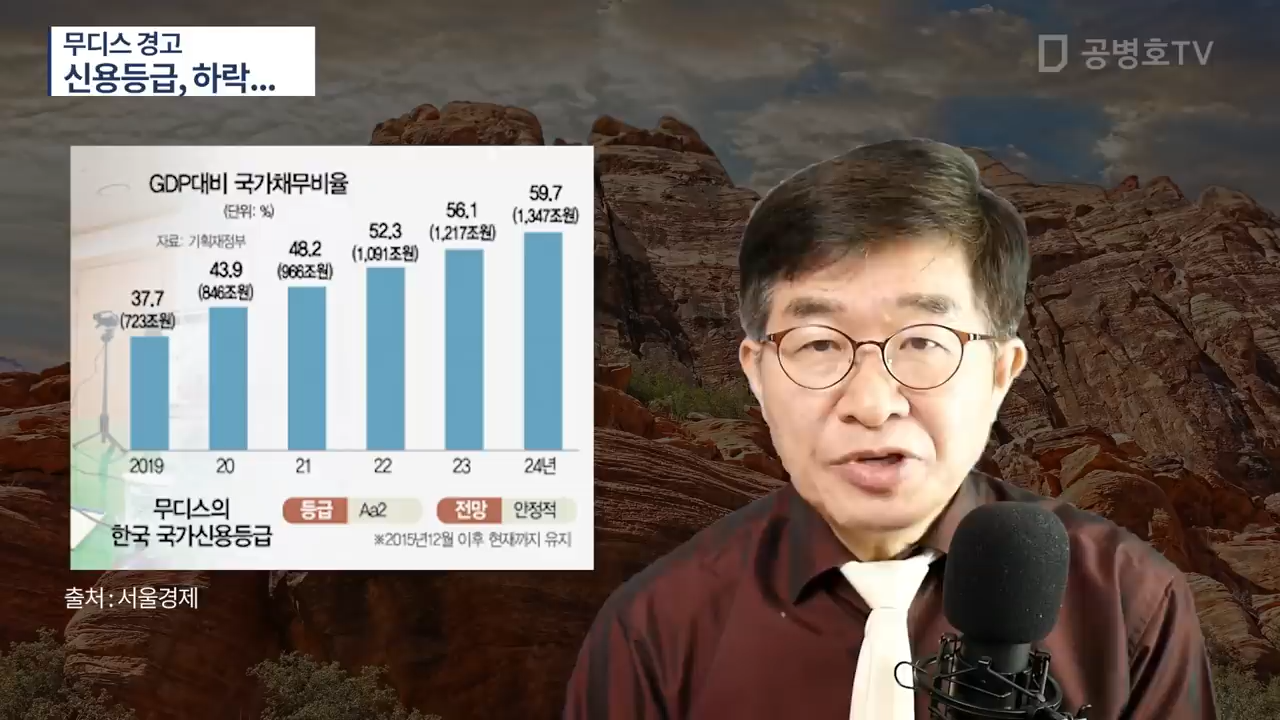 무디스 경고
신용등급, 하락...
공병호TV
GDP대비 국가채무비율
(단위: %)
자료: 기획재정부
37.7
(723조원)
43.9
(846조원)
48.2
(966조원)
52.3
(1,091조원)
56.1
(1,217조원)
59.7
(1,347조원)
2019 20 21 22 23 24년
무디스의
한국 국가신용등급
등급 Aa2 전망 안정적
※2015년12월 이후 현재까지 유지
출처 : 서울경제